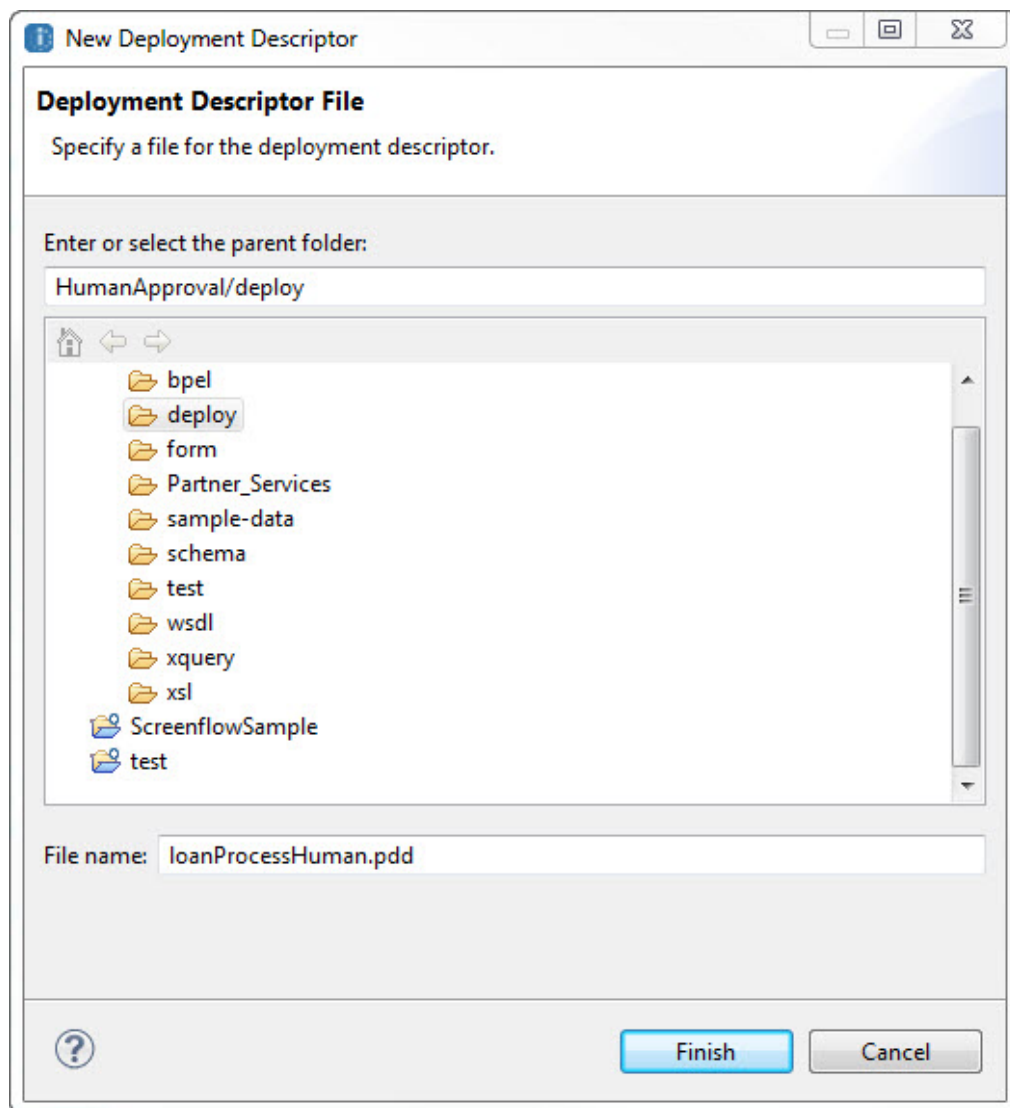 New Deployment Descriptor
Deployment Descriptor File
Specify a file for the deployment descriptor.
Enter or select the parent folder:
HumanApproval/deploy
bpel
deploy
form
Partner_Services
sample-data
schema
test
wsdl
xquery
xsl
ScreenflowSample
test
File name: loanProcessHuman.pdd
Finish Cancel